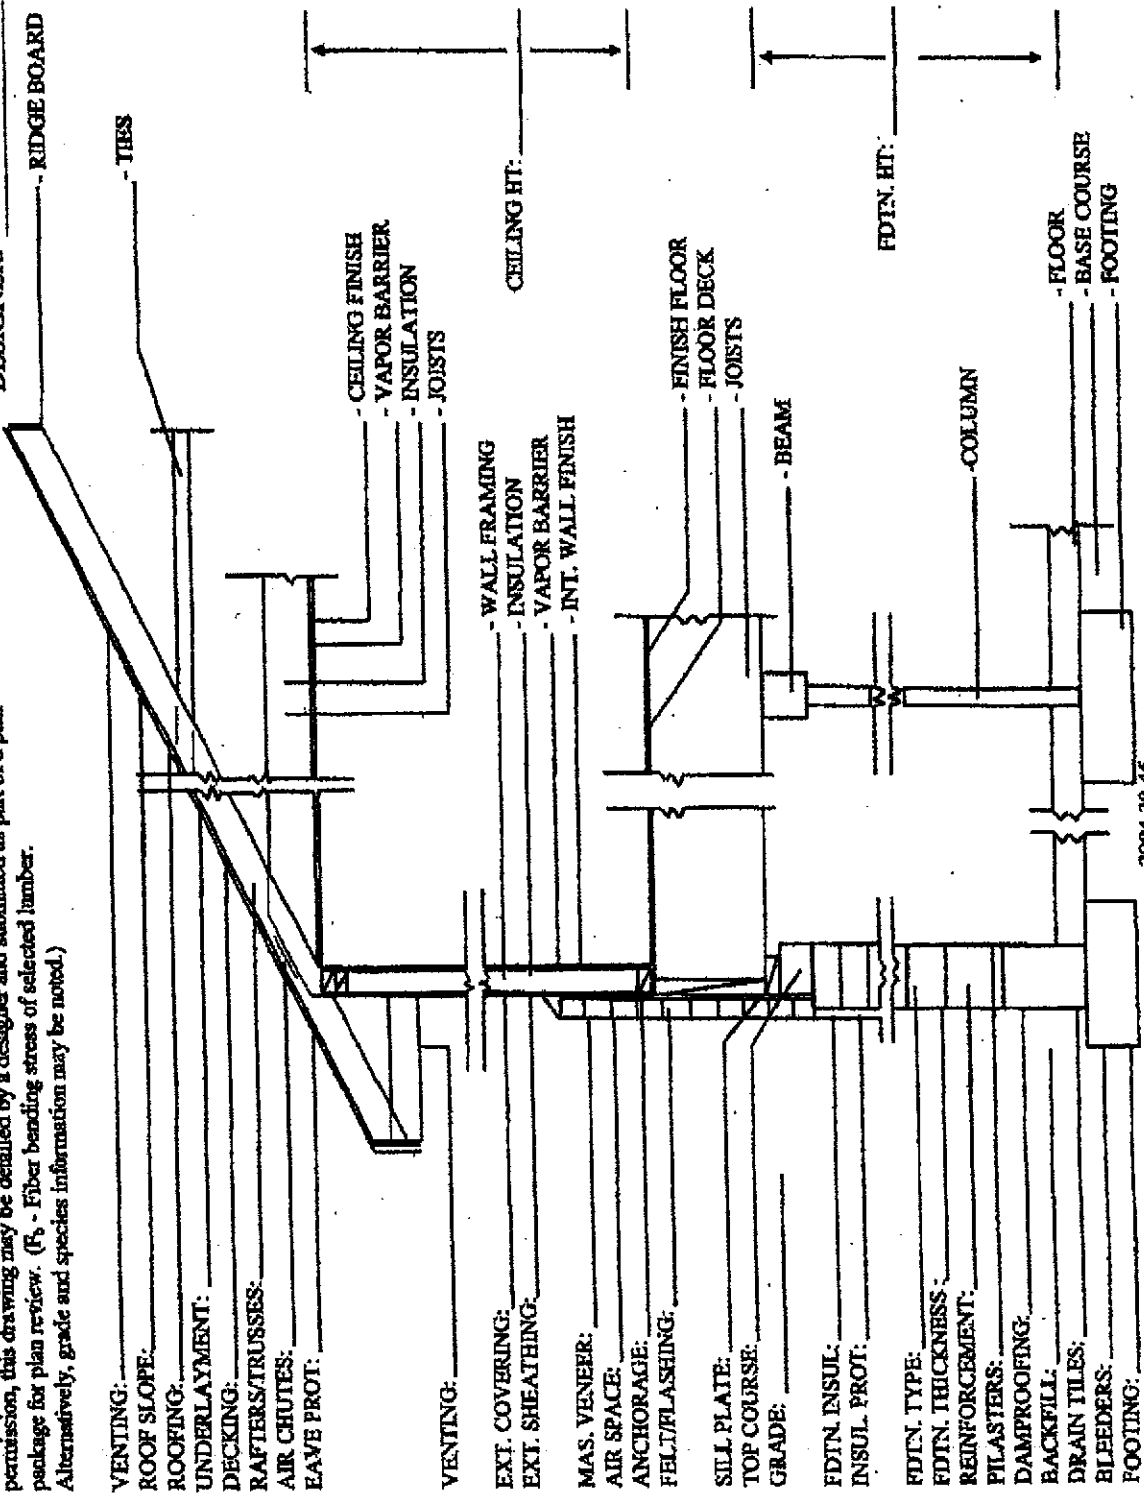 permission, this drawing may be detailed by a designer and submitted as part of a plan
package for plan review. (Fb - Fiber bending stress of selected lumber.
Alternatively, grade and species information may be noted.)
- RIDGE BOARD
- TIES
VENTING:
ROOF SLOPE:
ROOFING:
UNDERLAYMENT:
DECKING:
RAFTERS/TRUSSES:
AIR CHUTES:
EAVE PROT:
- CEILING FINISH
- VAPOR BARRIER
- INSULATION
- JOISTS
CEILING HT:
VENTING:
EXT. COVERING:
EXT. SHEATHING:
- WALL FRAMING
- INSULATION
- VAPOR BARRIER
- INT. WALL FINISH
MAS. VENEER:
AIR SPACE:
ANCHORAGE:
FELT/FLASHING:
- FINISH FLOOR
- FLOOR DECK
- JOISTS
SILL PLATE:
TOP COURSE:
GRADE:
- BEAM
FDTN. INSUL:
INSUL. PROT:
FDTN. HT:
- COLUMN
FDTN. TYPE:
FDTN. THICKNESS:
REINFORCEMENT:
PILASTERS:
DAMPROOFING:
BACKFILL:
DRAIN TILES:
BLEEDERS:
FOOTING:
- FLOOR
- BASE COURSE
- FOOTING